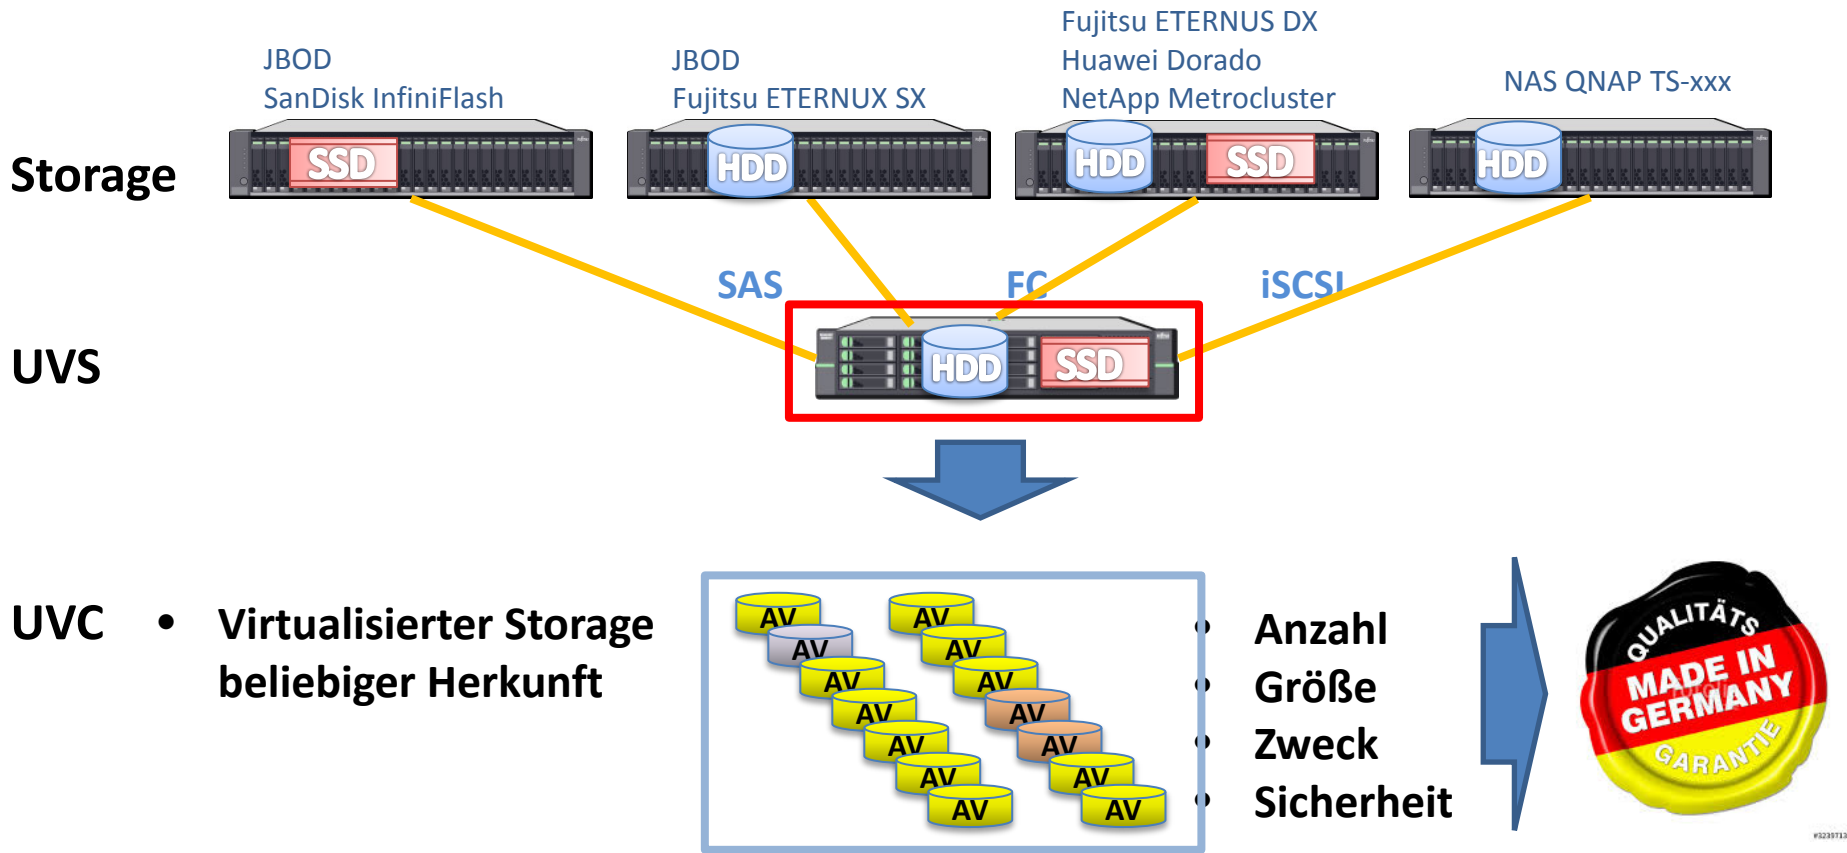 JBOD
SanDisk InfiniFlash
JBOD
Fujitsu ETERNUX SX
Fujitsu ETERNUS DX
Huawei Dorado
NetApp Metrocluster
NAS QNAP TS-xxx
Storage
SSD
HDD
HDD
SSD
HDD
SAS
FC
iSCSI
UVS
HDD
SSD
UVC
• Virtualisierter Storage
beliebiger Herkunft
AV
AV
AV
AV
AV
AV
AV
AV
AV
AV
AV
AV
AV
AV
• Anzahl
• Größe
• Zweck
• Sicherheit
QUALITÄTS
MADE IN
GERMANY
GARANTIE